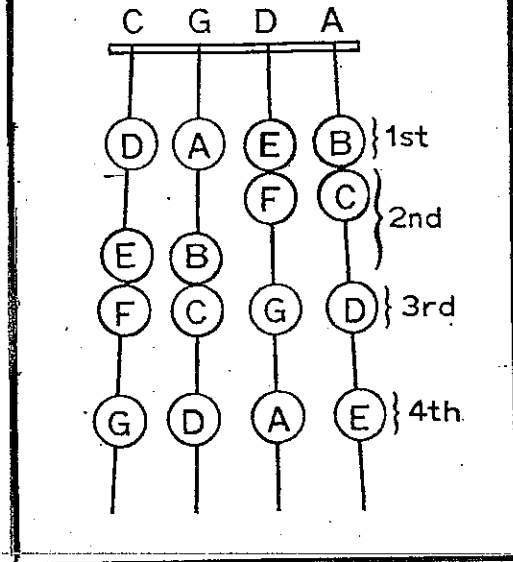 C G D A
D A E B 1st
F C
2nd
E B
F C G D 3rd
G D A E 4th